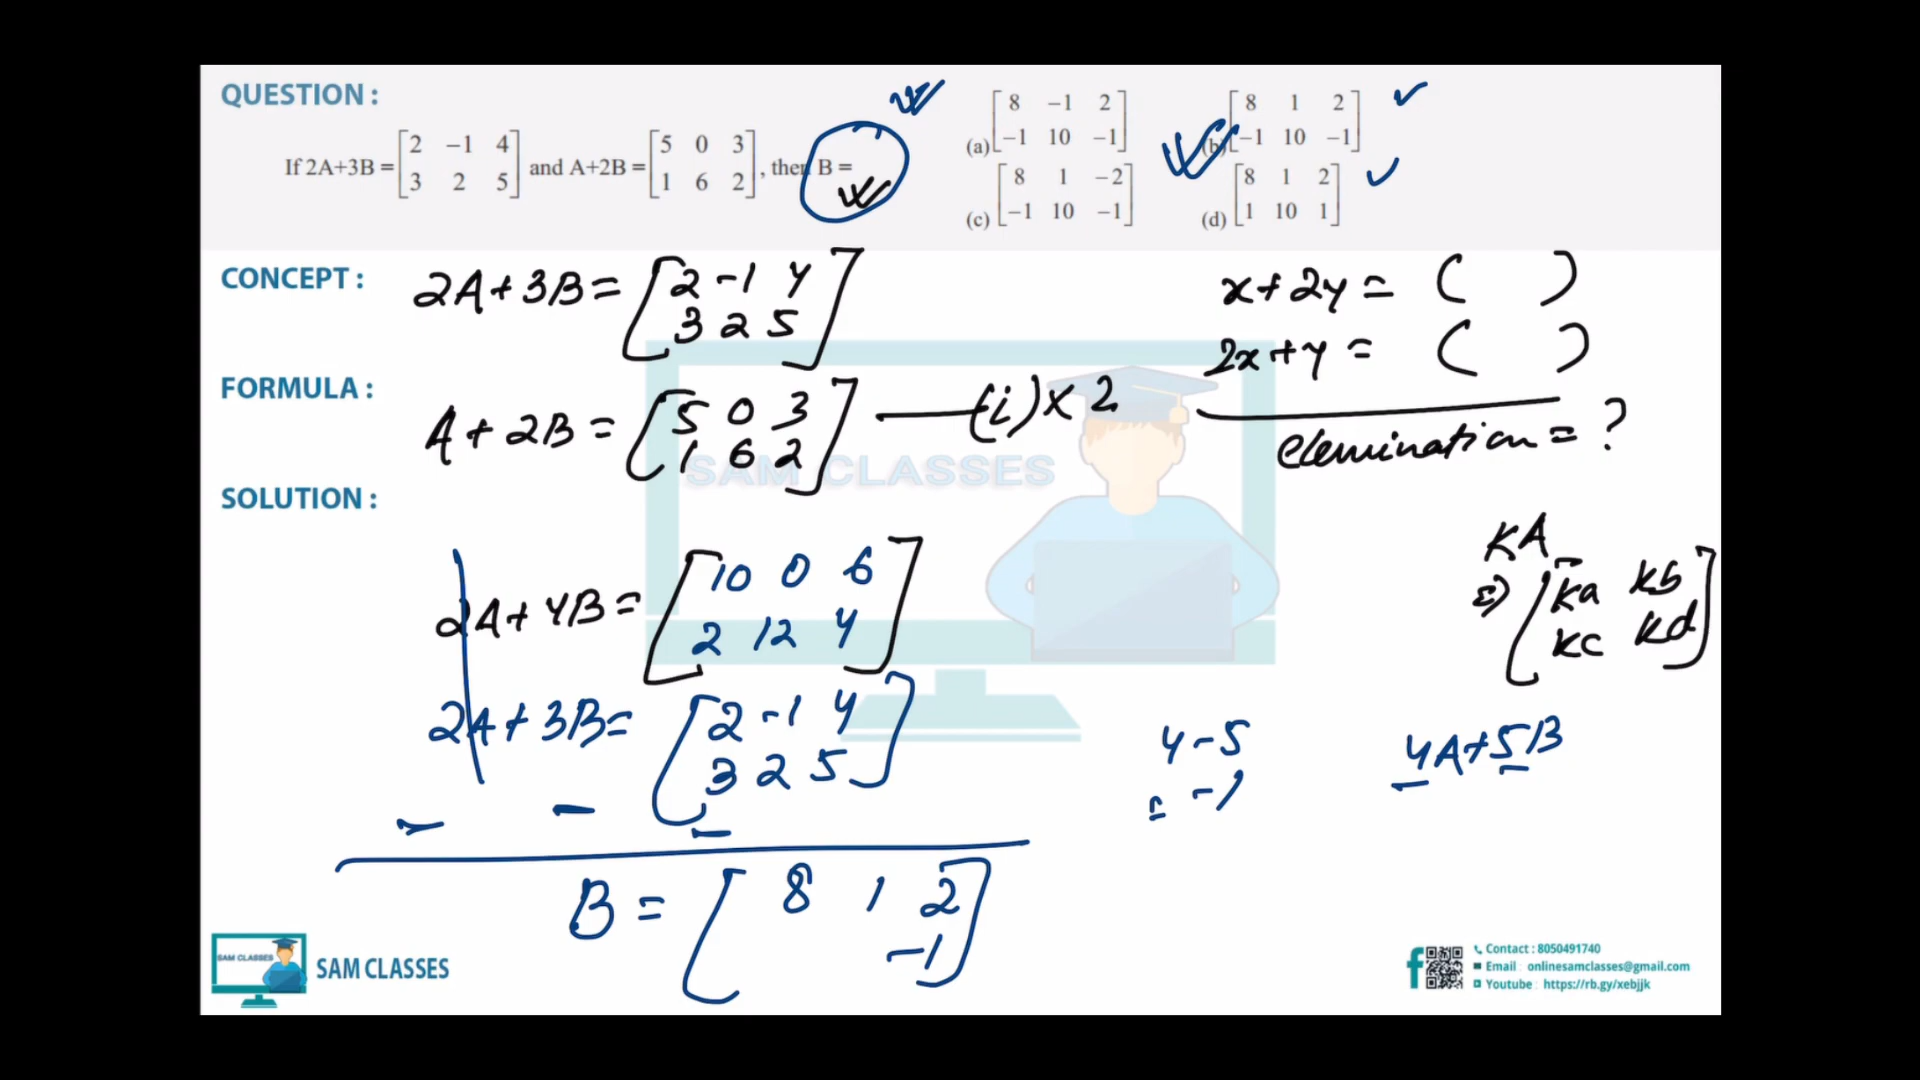 QUESTION :
If 2A+3B = [2 −1 4
3 2 5] and A+2B = [5 0 3
1 6 2], then B =
(a) [8 −1 2
−1 10 −1]
(b) [8 1 2
−1 10 −1]
(c) [8 1 −2
−1 10 −1]
(d) [8 1 2
1 10 1]
CONCEPT :
2A+3B= [2 -1 4
3 2 5]
x+2y = ( )
2x+y = ( )
elemination = ?
FORMULA :
A+2B = [5 0 3
1 6 2] —(i)×2
SAM CLASSES
SOLUTION :
2A+4B= [10 0 6
2 12 4]
2A+3B= [2 -1 4
3 2 5]
− − −
B = [8 1 2
-1]
KA
⇒ [ka kb
kc kd]
4-5
= -1
4A+5B
SAM CLASSES
SAM CLASSES
Contact : 8050491740
Email : onlinesamclasses@gmail.com
Youtube : https://rb.gy/xebjjk